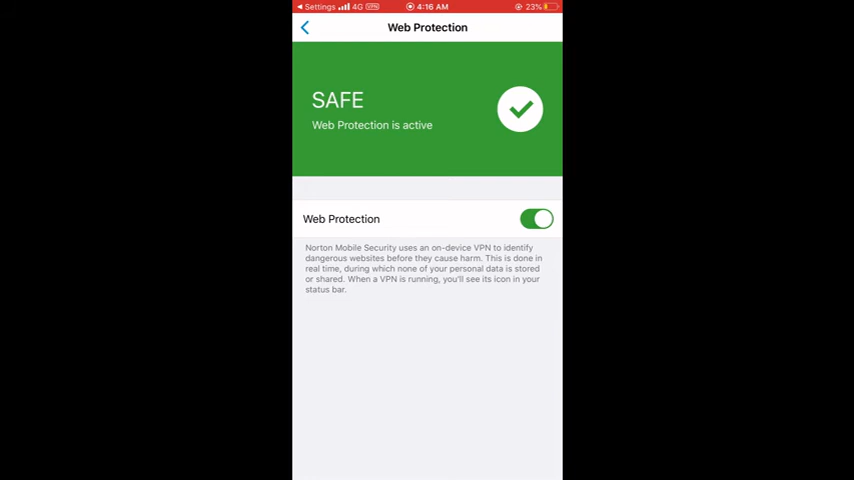 Settings 4G VPN 4:16 AM 23%
Web Protection
SAFE
Web Protection is active
Web Protection
Norton Mobile Security uses an on-device VPN to identify
dangerous websites before they cause harm. This is done in
real time, during which none of your personal data is stored
or shared. When a VPN is running, you'll see its icon in your
status bar.